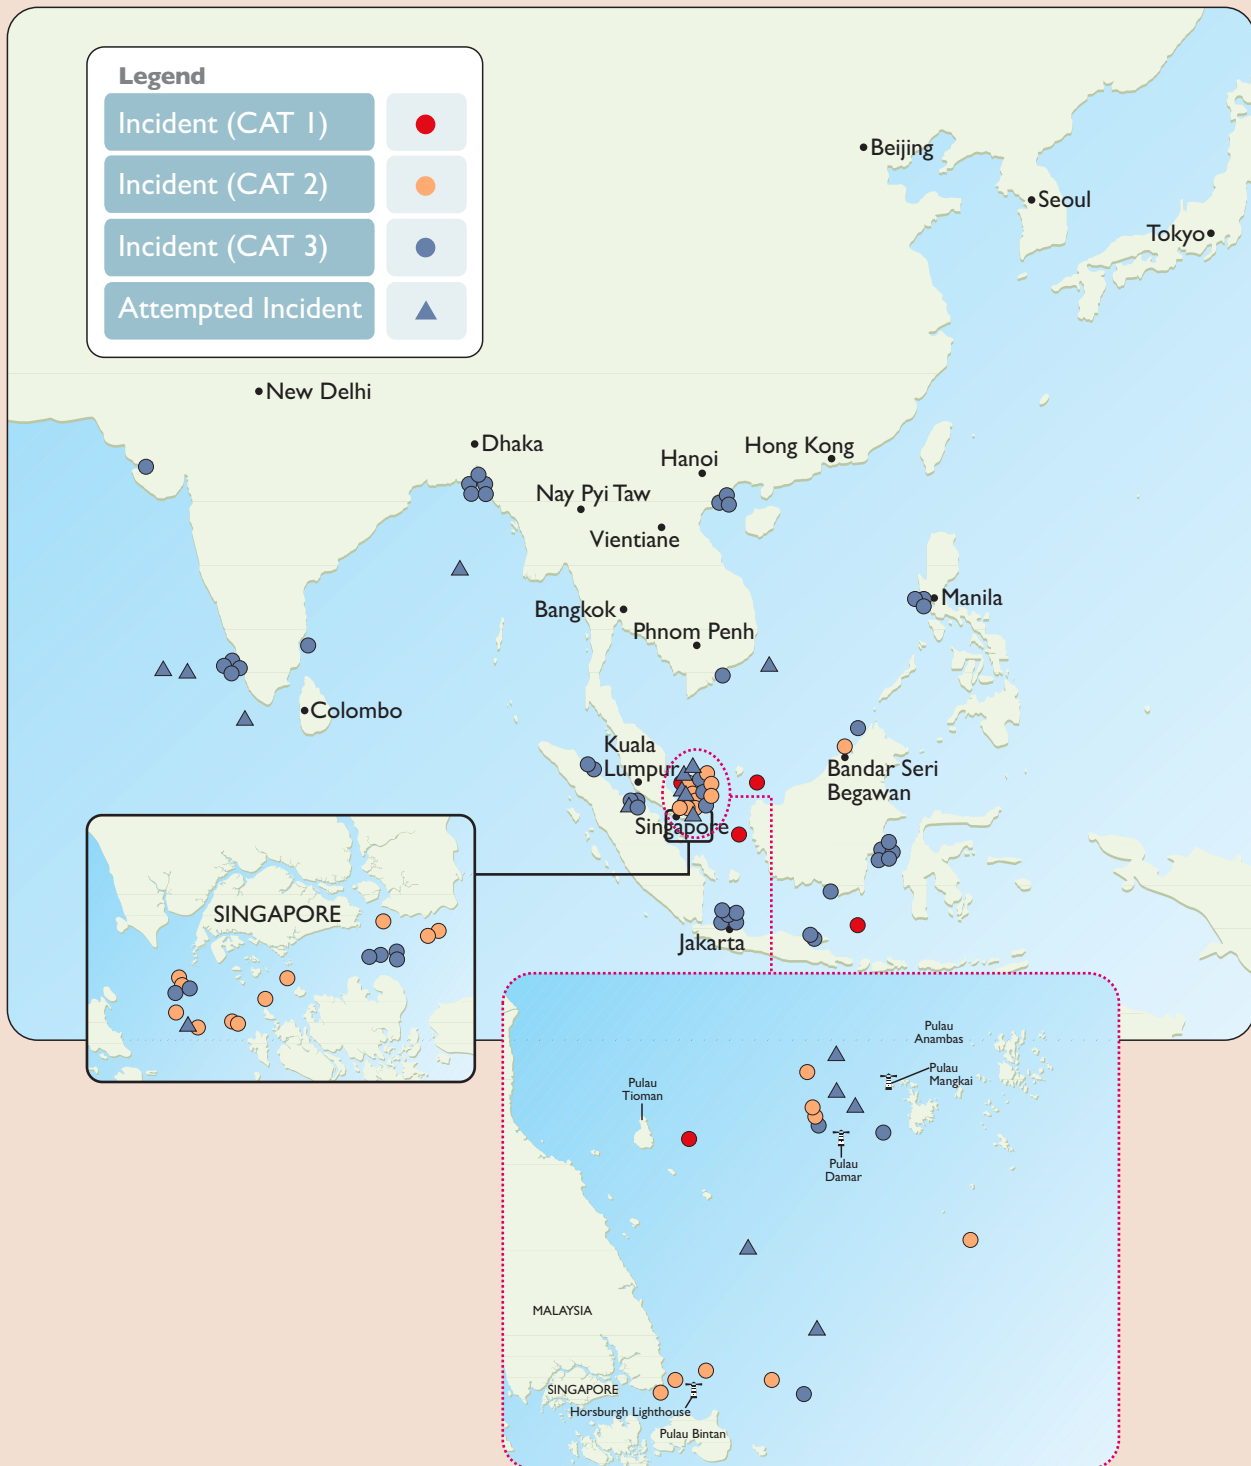 Legend
Incident (CAT 1)
Incident (CAT 2)
Incident (CAT 3)
Attempted Incident
Beijing
Seoul
Tokyo
New Delhi
Dhaka
Hanoi
Hong Kong
Nay Pyi Taw
Vientiane
Bangkok
Manila
Phnom Penh
Colombo
Kuala
Lumpur
Bandar Seri
Begawan
Singapore
Jakarta
SINGAPORE
Pulau
Anambas
Pulau
Mangkai
Pulau
Tioman
Pulau
Damar
MALAYSIA
SINGAPORE
Horsburgh Lighthouse
Pulau Bintan